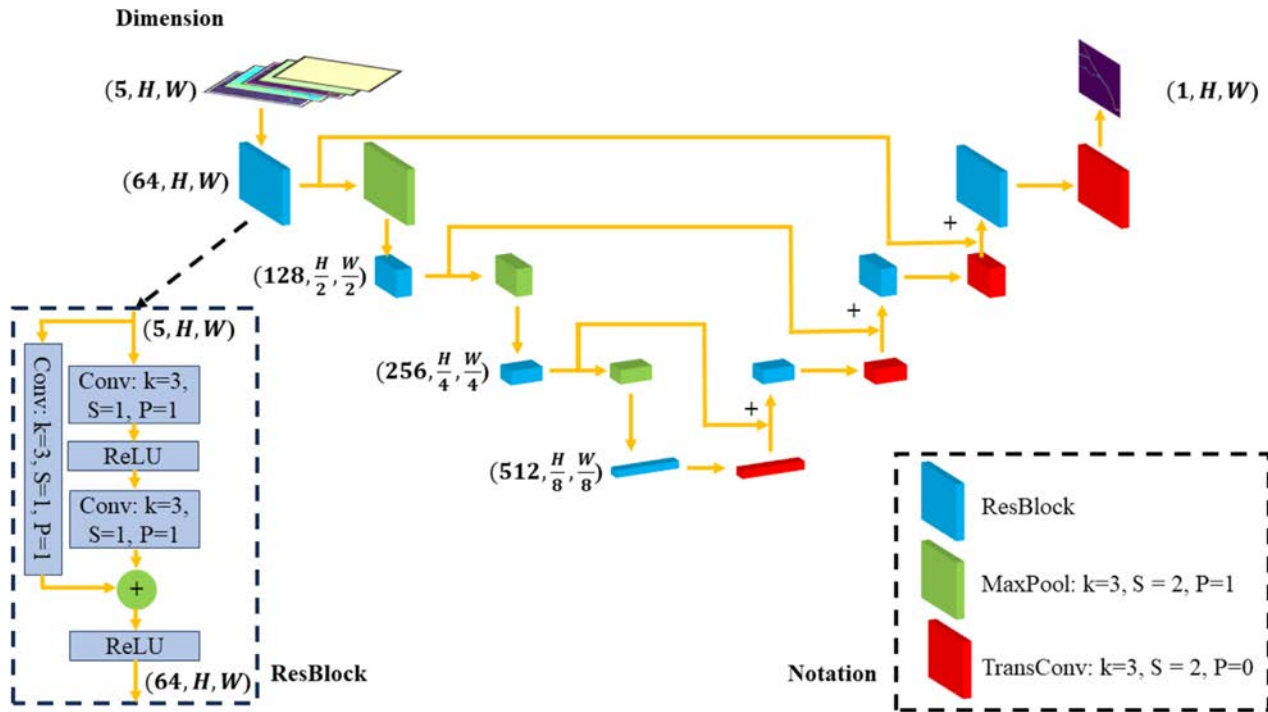 Dimension
(5, H, W)
(1, H, W)
(64, H, W)
+
(128, H/2, W/2)
+
(5, H, W)
Conv: k=3, S=1, P=1
Conv: k=3,
S=1, P=1
ReLU
Conv: k=3,
S=1, P=1
+
ReLU
(64, H, W)
ResBlock
(256, H/4, W/4)
+
(512, H/8, W/8)
Notation
ResBlock
MaxPool: k=3, S = 2, P=1
TransConv: k=3, S = 2, P=0